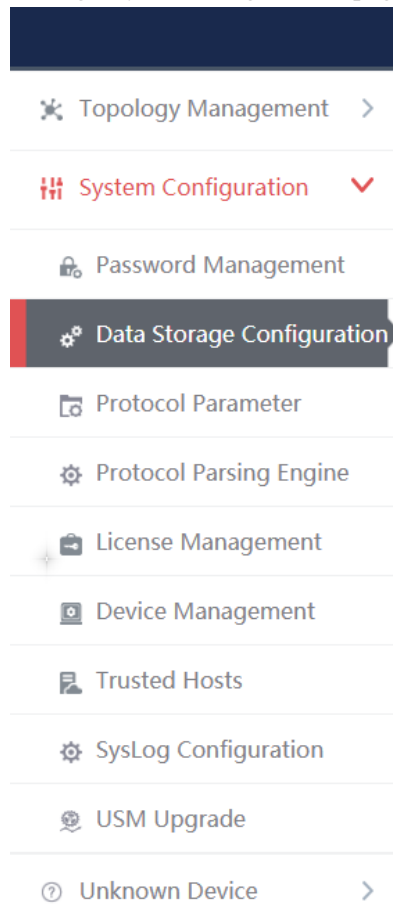 Topology Management
System Configuration
Password Management
Data Storage Configuration
Protocol Parameter
Protocol Parsing Engine
License Management
Device Management
Trusted Hosts
SysLog Configuration
USM Upgrade
Unknown Device